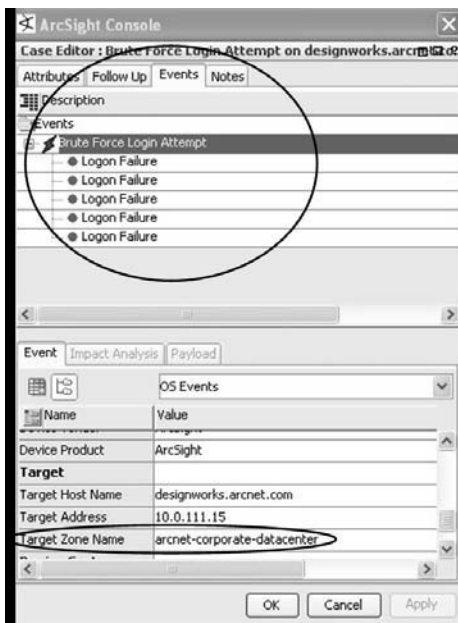 ArcSight Console
Case Editor : Brute Force Login Attempt on designworks.arcnet.co
Attributes Follow Up Events Notes
Description
Events
Brute Force Login Attempt
Logon Failure
Logon Failure
Logon Failure
Logon Failure
Logon Failure
Event Impact Analysis Payload
OS Events
Name Value
Device Product ArcSight
Target
Target Host Name designworks.arcnet.com
Target Address 10.0.111.15
Target Zone Name arcnet-corporate-datacenter
OK Cancel Apply